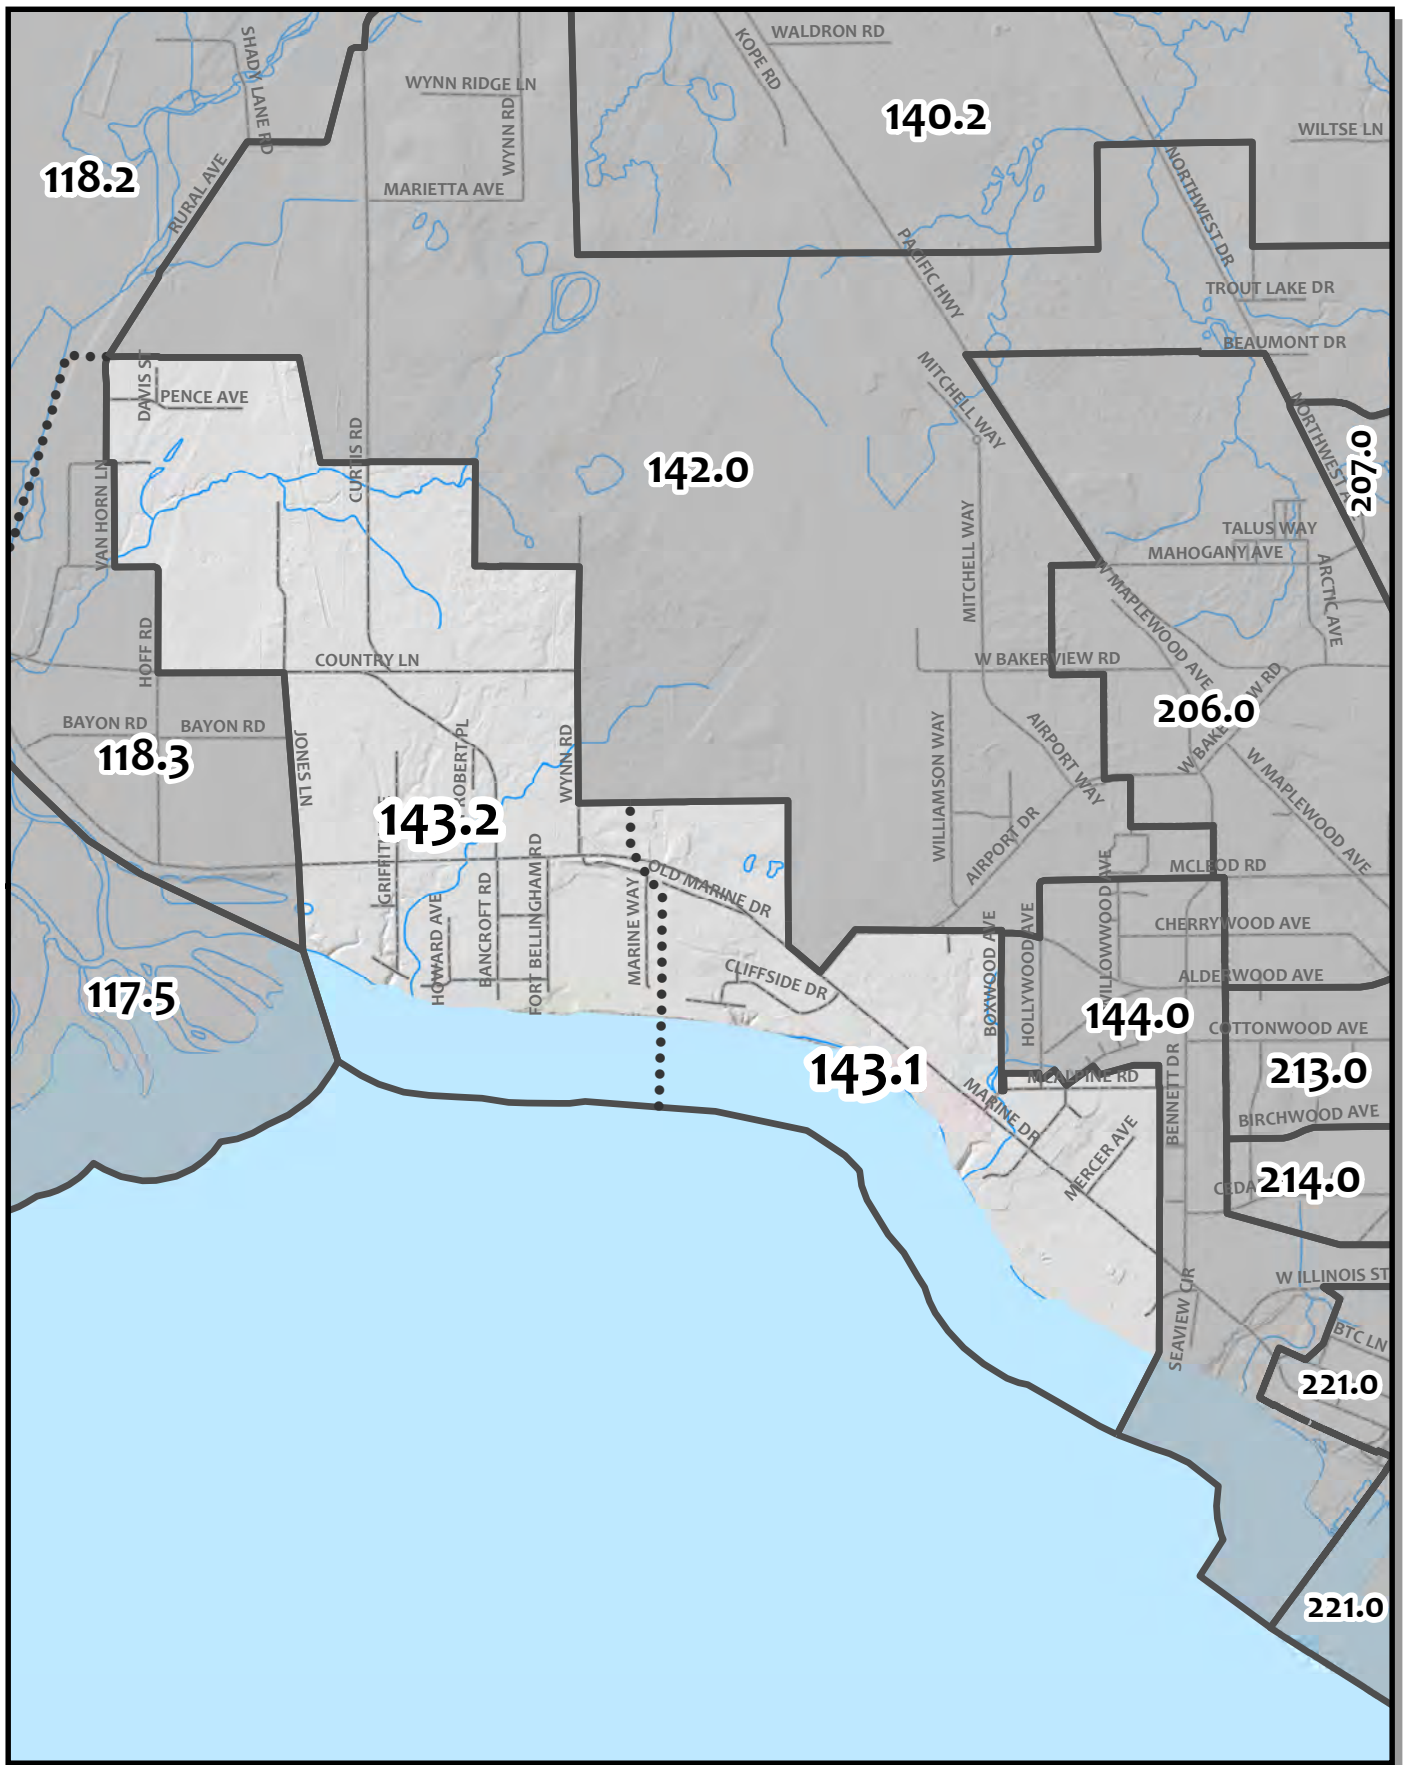 WALDRON RD
KOPE RD
SHADY LANE RD
WYNN RIDGE LN
WYNN RD
140.2
WILTSE LN
118.2
RURAL AVE
MARIETTA AVE
NORTHWEST DR
PACIFIC HWY
TROUT LAKE DR
BEAUMONT DR
DAVIS ST
PENCE AVE
MITCHELL WAY
CURTIS RD
142.0
207.0
VAN HORN LN
MITCHELL WAY
TALUS WAY
MAHOGANY AVE
ARCTIC AVE
W MAPLEWOOD AVE
HOFF RD
COUNTRY LN
W BAKERVIEW RD
206.0
BAYON RD
BAYON RD
118.3
JONES LN
ROBERT PL
WYNN RD
WILLIAMSON WAY
AIRPORT WAY
W MAPLEWOOD AVE
143.2
AIRPORT DR
MCLEOD RD
OLD MARINE DR
MARINE WAY
HOWARD AVE
BANCROFT RD
FORT BELLINGHAM RD
BOXWOOD AVE
HOLLYWOOD AVE
WILLOWWOOD AVE
CHERRYWOOD AVE
CLIFFSIDE DR
ALDERWOOD AVE
117.5
144.0
COTTONWOOD AVE
143.1
MCALPINE RD
213.0
MARINE DR
BENNETT DR
BIRCHWOOD AVE
MERCER AVE
214.0
W ILLINOIS ST
SEAVIEW CIR
BTC LN
221.0
221.0